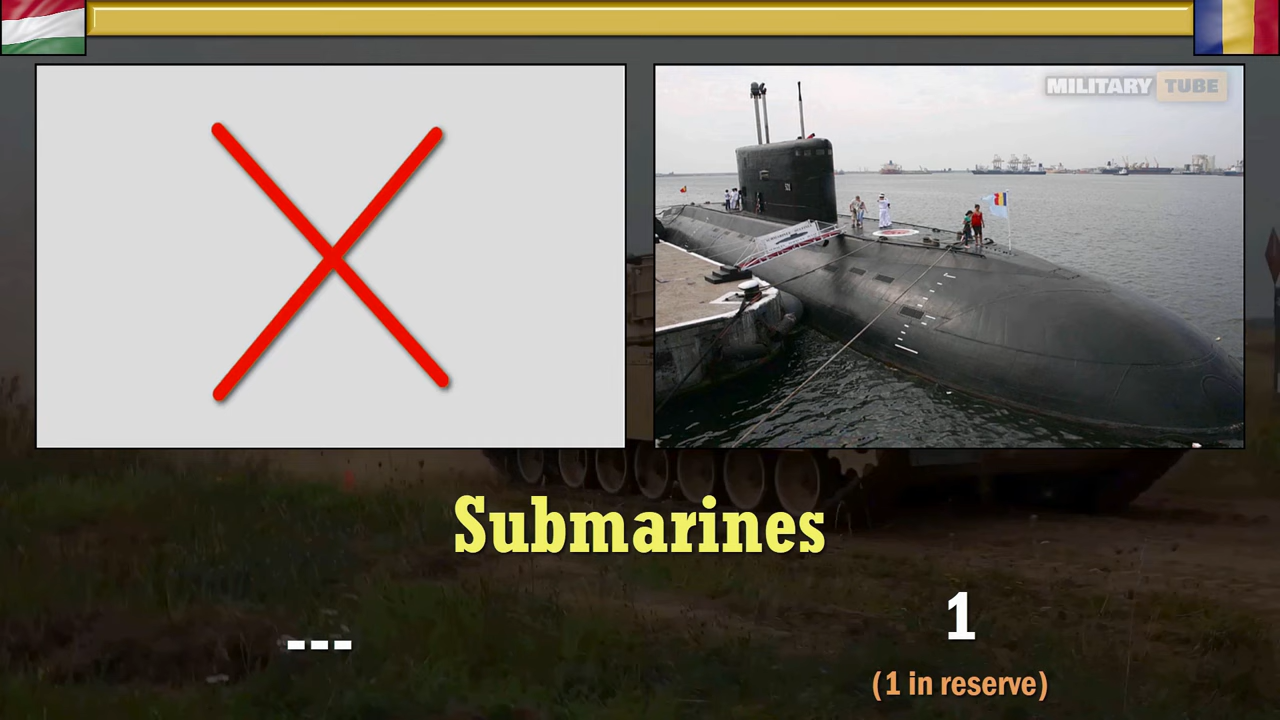 MILITARY TUBE
Submarines
---
1
(1 in reserve)